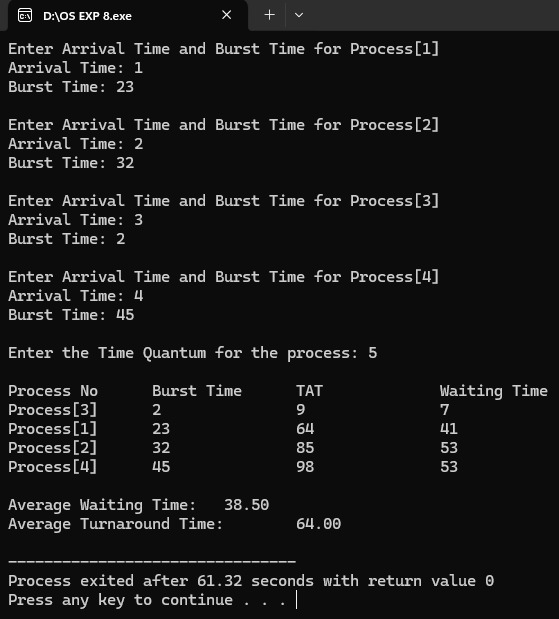 D:\OS EXP 8.exe
Enter Arrival Time and Burst Time for Process[1]
Arrival Time: 1
Burst Time: 23
Enter Arrival Time and Burst Time for Process[2]
Arrival Time: 2
Burst Time: 32
Enter Arrival Time and Burst Time for Process[3]
Arrival Time: 3
Burst Time: 2
Enter Arrival Time and Burst Time for Process[4]
Arrival Time: 4
Burst Time: 45
Enter the Time Quantum for the process: 5
Process No Burst Time TAT Waiting Time
Process[3] 2 9 7
Process[1] 23 64 41
Process[2] 32 85 53
Process[4] 45 98 53
Average Waiting Time: 38.50
Average Turnaround Time: 64.00
--------------------------------
Process exited after 61.32 seconds with return value 0
Press any key to continue . . .